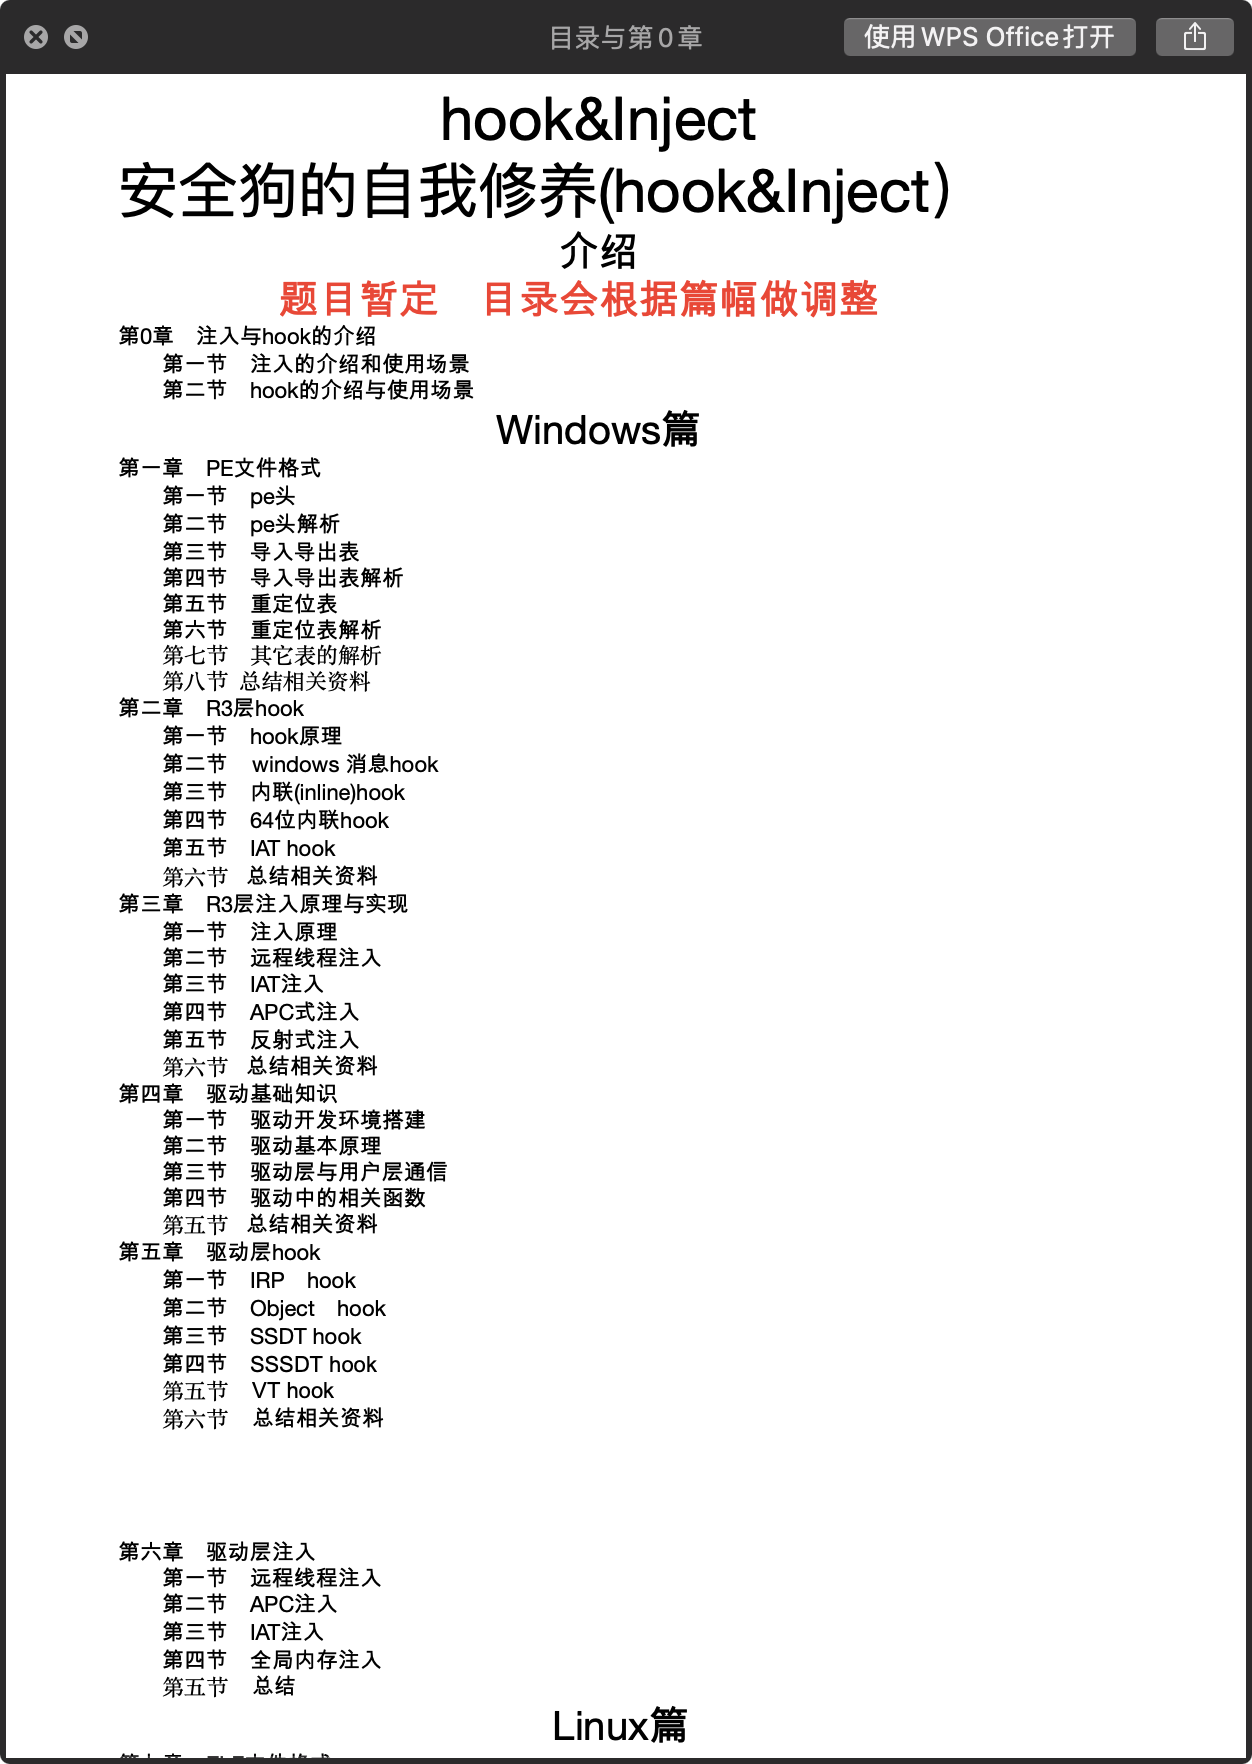 目录与第0章
使用WPS Office打开
hook&Inject
安全狗的自我修养(hook&Inject)
介绍
题目暂定　目录会根据篇幅做调整
第0章　注入与hook的介绍
第一节　注入的介绍和使用场景
第二节　hook的介绍与使用场景
Windows篇
第一章　PE文件格式
第一节　pe头
第二节　pe头解析
第三节　导入导出表
第四节　导入导出表解析
第五节　重定位表
第六节　重定位表解析
第七节　其它表的解析
第八节 总结相关资料
第二章　R3层hook
第一节　hook原理
第二节　windows 消息hook
第三节　内联(inline)hook
第四节　64位内联hook
第五节　IAT hook
第六节　总结相关资料
第三章　R3层注入原理与实现
第一节　注入原理
第二节　远程线程注入
第三节　IAT注入
第四节　APC式注入
第五节　反射式注入
第六节　总结相关资料
第四章　驱动基础知识
第一节　驱动开发环境搭建
第二节　驱动基本原理
第三节　驱动层与用户层通信
第四节　驱动中的相关函数
第五节　总结相关资料
第五章　驱动层hook
第一节　IRP　hook
第二节　Object　hook
第三节　SSDT hook
第四节　SSSDT hook
第五节　VT hook
第六节　总结相关资料
第六章　驱动层注入
第一节　远程线程注入
第二节　APC注入
第三节　IAT注入
第四节　全局内存注入
第五节　总结
Linux篇